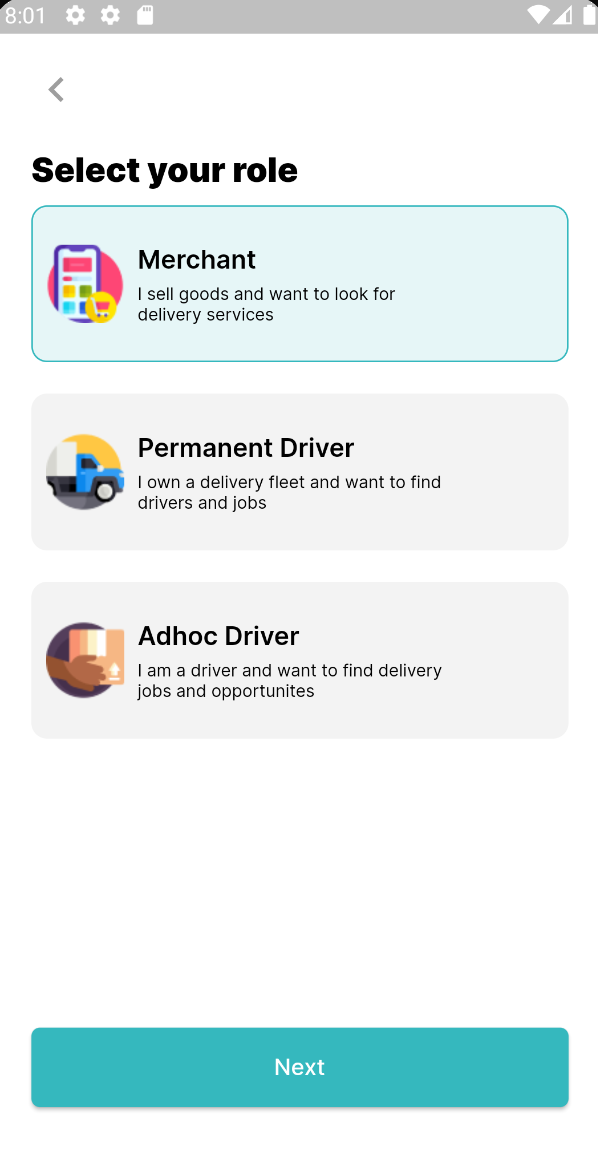 8:01
Select your role
Merchant
I sell goods and want to look for
delivery services
Permanent Driver
I own a delivery fleet and want to find
drivers and jobs
Adhoc Driver
I am a driver and want to find delivery
jobs and opportunites
Next